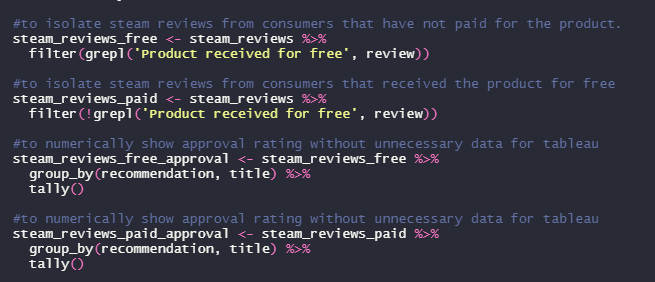 #to isolate steam reviews from consumers that have not paid for the product.
steam_reviews_free <- steam_reviews %>%
  filter(grepl('Product received for free', review))
#to isolate steam reviews from consumers that received the product for free
steam_reviews_paid <- steam_reviews %>%
  filter(!grepl('Product received for free', review))
#to numerically show approval rating without unnecessary data for tableau
steam_reviews_free_approval <- steam_reviews_free %>%
  group_by(recommendation, title) %>%
  tally()
#to numerically show approval rating without unnecessary data for tableau
steam_reviews_paid_approval <- steam_reviews_paid %>%
  group_by(recommendation, title) %>%
  tally()